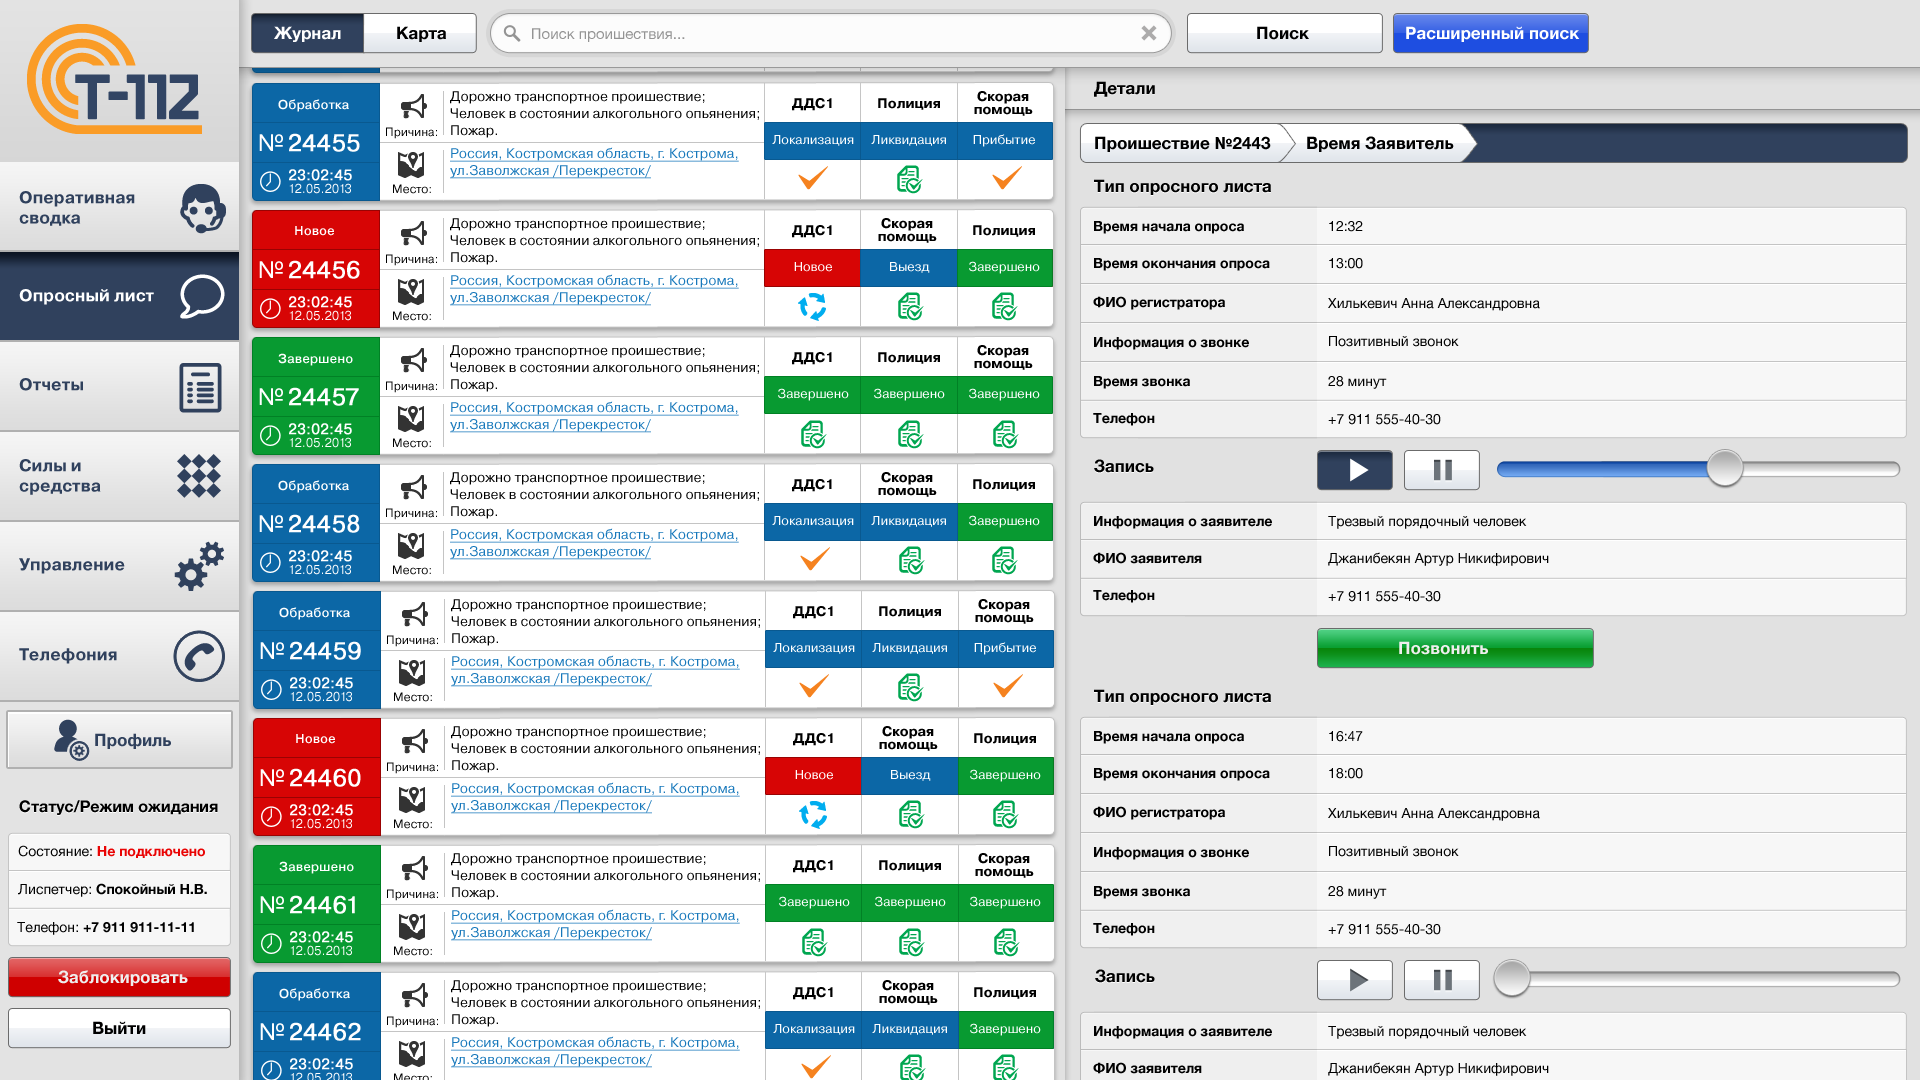 Т-112
Оперативная
сводка
Опросный лист
Отчеты
Силы и
средства
Управление
Телефония
Профиль
Статус/Режим ожидания
Состояние: Не подключено
Лиспетчер: Спокойный Н.В.
Телефон: +7 911 911-11-11
Заблокировать
Выйти
Журнал
Карта
Поиск проишествия...
Поиск
Расширенный поиск
Обработка
№ 24455
23:02:45
12.05.2013
Причина:
Дорожно транспортное проишествие;
Человек в состоянии алкогольного опьянения;
Пожар.
Место:
Россия, Костромская область, г. Кострома,
ул.Заволжская /Перекресток/
ДДС1
Полиция
Скорая
помощь
Локализация
Ликвидация
Прибытие
Новое
№ 24456
23:02:45
12.05.2013
Причина:
Дорожно транспортное проишествие;
Человек в состоянии алкогольного опьянения;
Пожар.
Место:
Россия, Костромская область, г. Кострома,
ул.Заволжская /Перекресток/
ДДС1
Скорая
помощь
Полиция
Новое
Выезд
Завершено
Завершено
№ 24457
23:02:45
12.05.2013
Причина:
Дорожно транспортное проишествие;
Человек в состоянии алкогольного опьянения;
Пожар.
Место:
Россия, Костромская область, г. Кострома,
ул.Заволжская /Перекресток/
ДДС1
Полиция
Скорая
помощь
Завершено
Завершено
Завершено
Обработка
№ 24458
23:02:45
12.05.2013
Причина:
Дорожно транспортное проишествие;
Человек в состоянии алкогольного опьянения;
Пожар.
Место:
Россия, Костромская область, г. Кострома,
ул.Заволжская /Перекресток/
ДДС1
Скорая
помощь
Полиция
Локализация
Ликвидация
Завершено
Обработка
№ 24459
23:02:45
12.05.2013
Причина:
Дорожно транспортное проишествие;
Человек в состоянии алкогольного опьянения;
Пожар.
Место:
Россия, Костромская область, г. Кострома,
ул.Заволжская /Перекресток/
ДДС1
Полиция
Скорая
помощь
Локализация
Ликвидация
Прибытие
Новое
№ 24460
23:02:45
12.05.2013
Причина:
Дорожно транспортное проишествие;
Человек в состоянии алкогольного опьянения;
Пожар.
Место:
Россия, Костромская область, г. Кострома,
ул.Заволжская /Перекресток/
ДДС1
Скорая
помощь
Полиция
Новое
Выезд
Завершено
Завершено
№ 24461
23:02:45
12.05.2013
Причина:
Дорожно транспортное проишествие;
Человек в состоянии алкогольного опьянения;
Пожар.
Место:
Россия, Костромская область, г. Кострома,
ул.Заволжская /Перекресток/
ДДС1
Полиция
Скорая
помощь
Завершено
Завершено
Завершено
Обработка
№ 24462
23:02:45
12.05.2013
Причина:
Дорожно транспортное проишествие;
Человек в состоянии алкогольного опьянения;
Пожар.
Место:
Россия, Костромская область, г. Кострома,
ул.Заволжская /Перекресток/
ДДС1
Скорая
помощь
Полиция
Локализация
Ликвидация
Завершено
Детали
Проишествие №2443
Время Заявитель
Тип опросного листа
Время начала опроса 12:32
Время окончания опроса 13:00
ФИО регистратора Хилькевич Анна Александровна
Информация о звонке Позитивный звонок
Время звонка 28 минут
Телефон +7 911 555-40-30
Запись
Информация о заявителе Трезвый порядочный человек
ФИО заявителя Джанибекян Артур Никифирович
Телефон +7 911 555-40-30
Позвонить
Тип опросного листа
Время начала опроса 16:47
Время окончания опроса 18:00
ФИО регистратора Хилькевич Анна Александровна
Информация о звонке Позитивный звонок
Время звонка 28 минут
Телефон +7 911 555-40-30
Запись
Информация о заявителе Трезвый порядочный человек
ФИО заявителя Джанибекян Артур Никифирович